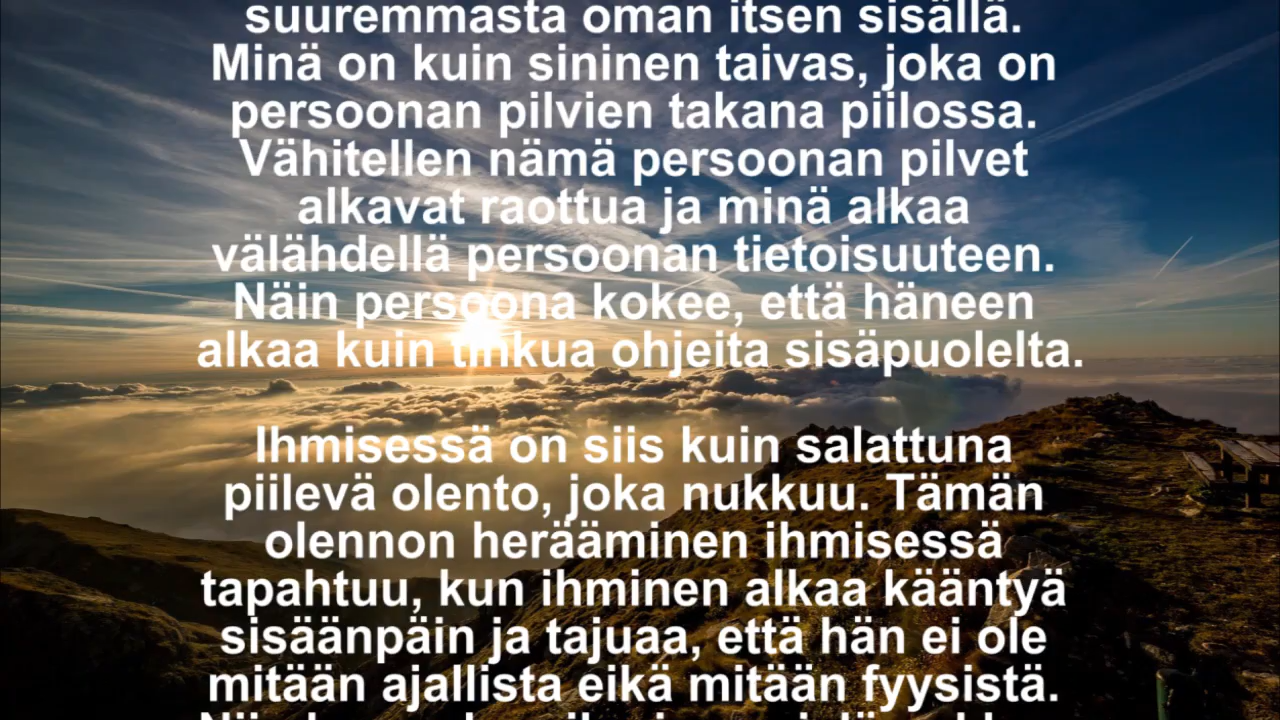 suuremmasta oman itsen sisällä.
Minä on kuin sininen taivas, joka on
persoonan pilvien takana piilossa.
Vähitellen nämä persoonan pilvet
alkavat raottua ja minä alkaa
välähdellä persoonan tietoisuuteen.
Näin persoona kokee, että häneen
alkaa kuin tihkua ohjeita sisäpuolelta.
Ihmisessä on siis kuin salattuna
piilevä olento, joka nukkuu. Tämän
olennon herääminen ihmisessä
tapahtuu, kun ihminen alkaa kääntyä
sisäänpäin ja tajuaa, että hän ei ole
mitään ajallista eikä mitään fyysistä.